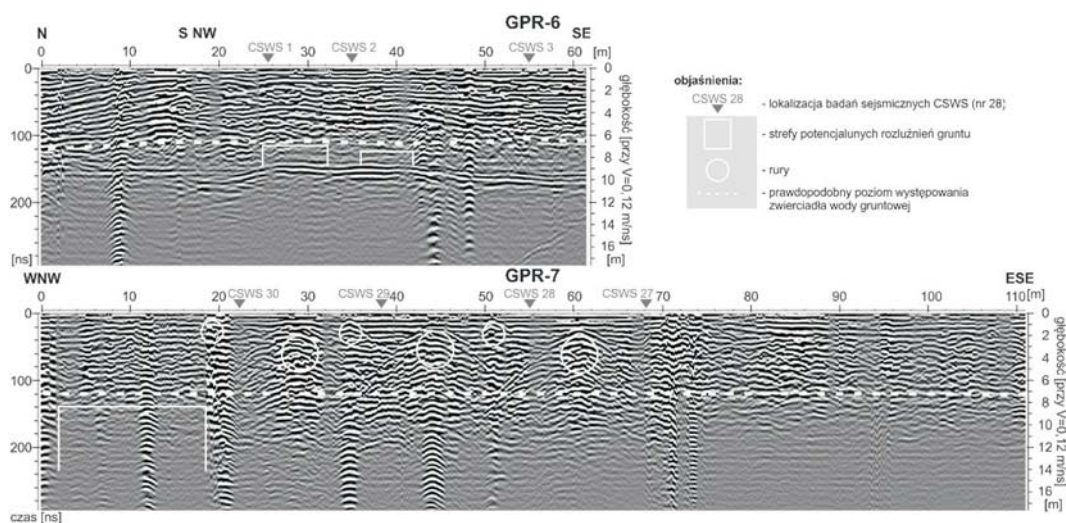 GPR-6
N S NW SE
CSWS 1 CSWS 2 CSWS 3
0 10 20 30 40 50 60 [m]
0 100 200 [ns]
0 2 4 6 8 10 12 14 16 [m]
głębokość [przy V=0,12 m/ns]
objaśnienia:
CSWS 28
- lokalizacja badań sejsmicznych CSWS (nr 28)
- strefy potencjalunych rozluźnień gruntu
- rury
- prawdopodobny poziom występowania
zwierciadła wody gruntowej
GPR-7
WNW ESE
CSWS 30 CSWS 29 CSWS 28 CSWS 27
0 10 20 30 40 50 60 70 80 90 100 110 [m]
0 100 200
czas [ns]
0 2 4 6 8 10 12 14 16 [m]
głębokość [przy V=0,12 m/ns]